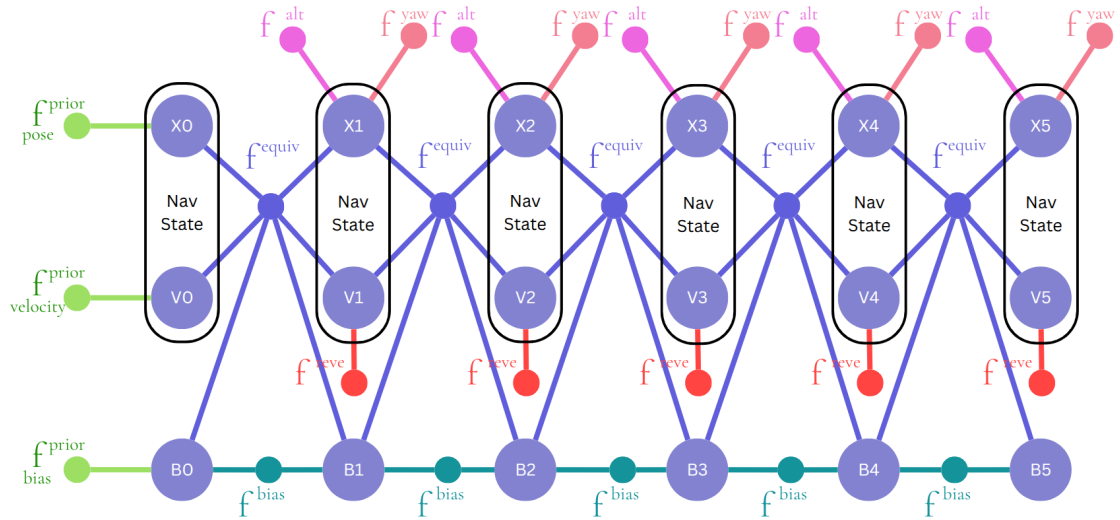 f alt f yaw f alt f yaw f alt f yaw f alt f yaw f alt f yaw
f prior pose
X0 X1 X2 X3 X4 X5
f equiv f equiv f equiv f equiv f equiv
Nav Nav Nav Nav Nav Nav
State State State State State State
f prior velocity
V0 V1 V2 V3 V4 V5
f reve f reve f reve f reve f reve
f prior bias
B0 B1 B2 B3 B4 B5
f bias f bias f bias f bias f bias